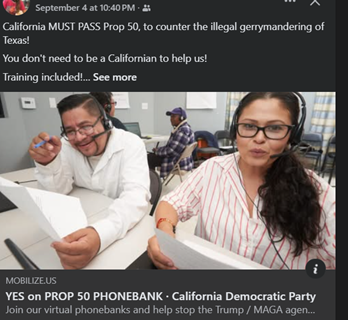 September 4 at 10:40 PM ·
California MUST PASS Prop 50, to counter the illegal gerrymandering of
Texas!
You don't need to be a Californian to help us!
Training included!... See more
MOBILIZE.US
YES on PROP 50 PHONEBANK · California Democratic Party
Join our virtual phonebanks and help stop the Trump / MAGA agen...